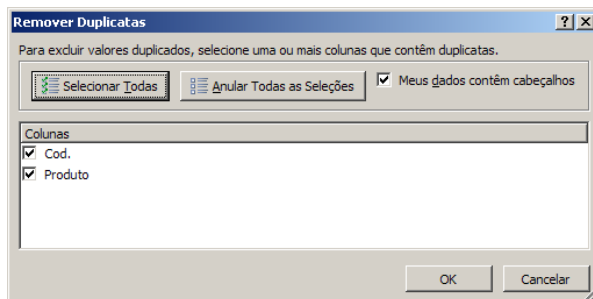 Remover Duplicatas
Para excluir valores duplicados, selecione uma ou mais colunas que contêm duplicatas.
Selecionar Todas
Anular Todas as Seleções
Meus dados contêm cabeçalhos
Colunas
Cod.
Produto
OK
Cancelar